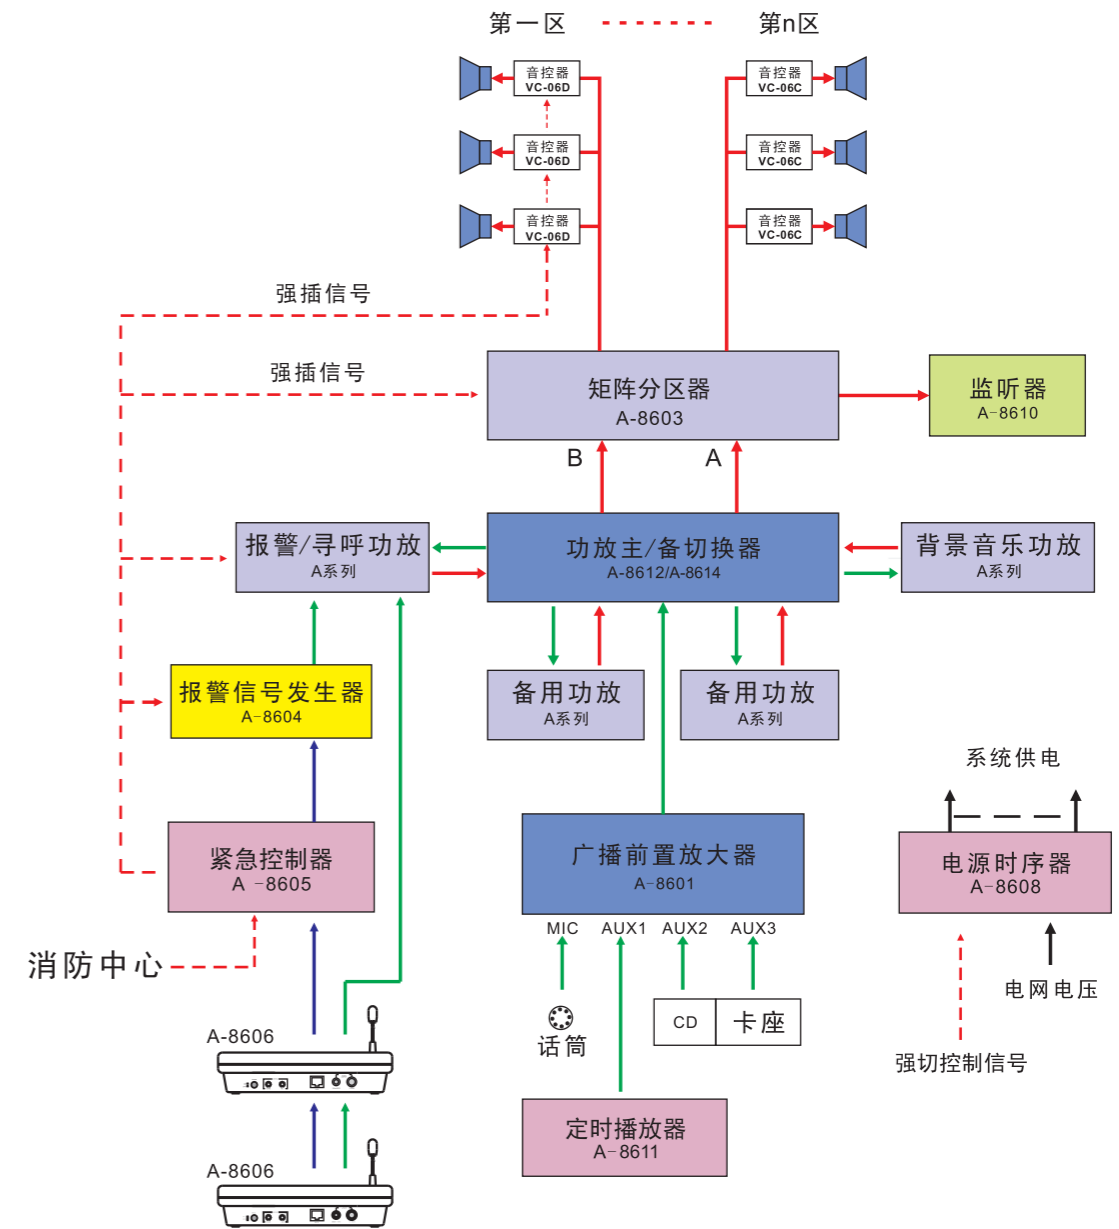 第一区
第n区
音控器
VC-06D
音控器
VC-06C
音控器
VC-06D
音控器
VC-06C
音控器
VC-06D
音控器
VC-06C
强插信号
强插信号
矩阵分区器
A-8603
监听器
A-8610
B
A
报警/寻呼功放
A系列
功放主/备切换器
A-8612/A-8614
背景音乐功放
A系列
报警信号发生器
A-8604
备用功放
A系列
备用功放
A系列
系统供电
紧急控制器
A -8605
广播前置放大器
A-8601
电源时序器
A-8608
MIC
AUX1
AUX2
AUX3
消防中心
电网电压
话筒
CD
卡座
强切控制信号
A-8606
定时播放器
A-8611
A-8606